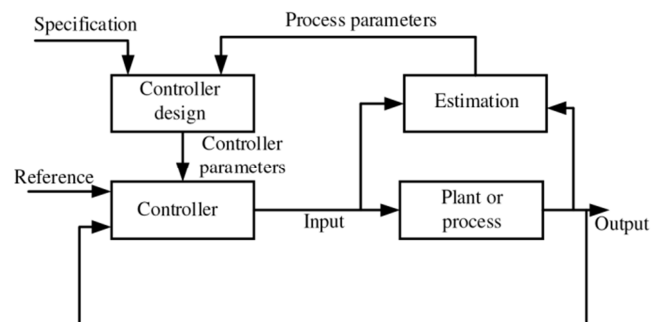 Specification
Process parameters
Controller
design
Estimation
Controller
parameters
Reference
Controller
Input
Plant or
process
Output